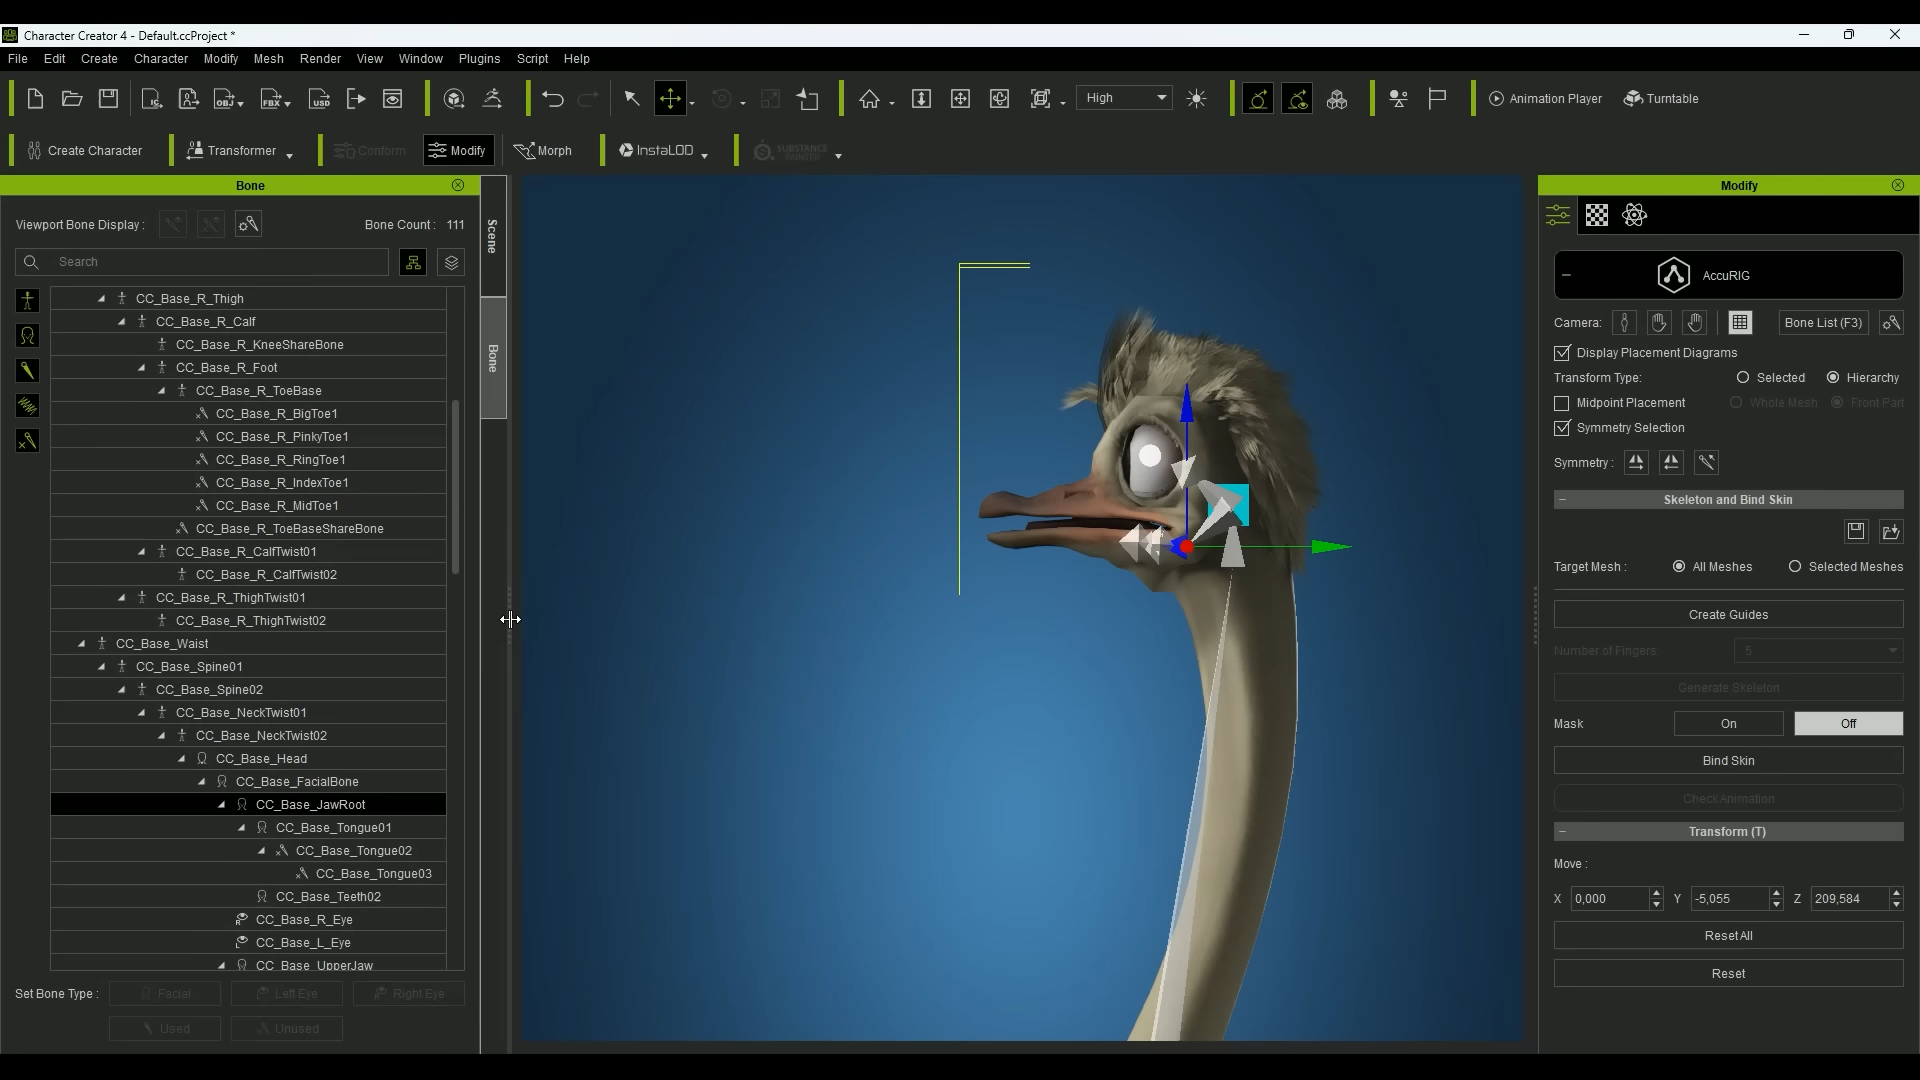 Character Creator 4 - Default.ccProject *
File Edit Create Character Modify Mesh Render View Window Plugins Script Help
High Animation Player Turntable
Create Character Transformer Conform Modify Morph InstaLOD SUBSTANCE PAINTER
Bone
Viewport Bone Display : Bone Count : 111
Search
CC_Base_R_Thigh
CC_Base_R_Calf
CC_Base_R_KneeShareBone
CC_Base_R_Foot
CC_Base_R_ToeBase
CC_Base_R_BigToe1
CC_Base_R_PinkyToe1
CC_Base_R_RingToe1
CC_Base_R_IndexToe1
CC_Base_R_MidToe1
CC_Base_R_ToeBaseShareBone
CC_Base_R_CalfTwist01
CC_Base_R_CalfTwist02
CC_Base_R_ThighTwist01
CC_Base_R_ThighTwist02
CC_Base_Waist
CC_Base_Spine01
CC_Base_Spine02
CC_Base_NeckTwist01
CC_Base_NeckTwist02
CC_Base_Head
CC_Base_FacialBone
CC_Base_JawRoot
CC_Base_Tongue01
CC_Base_Tongue02
CC_Base_Tongue03
CC_Base_Teeth02
CC_Base_R_Eye
CC_Base_L_Eye
CC_Base_UpperJaw
Set Bone Type : Facial Left Eye Right Eye
Used Unused
Scene
Bone
Modify
AccuRIG
Camera: Bone List (F3)
Display Placement Diagrams
Transform Type: Selected Hierarchy
Midpoint Placement Whole Mesh Front Part
Symmetry Selection
Symmetry :
Skeleton and Bind Skin
Target Mesh : All Meshes Selected Meshes
Create Guides
Number of Fingers: 5
Generate Skeleton
Mask On Off
Bind Skin
Check Animation
Transform (T)
Move :
X 0,000 Y -5,055 Z 209,584
Reset All
Reset